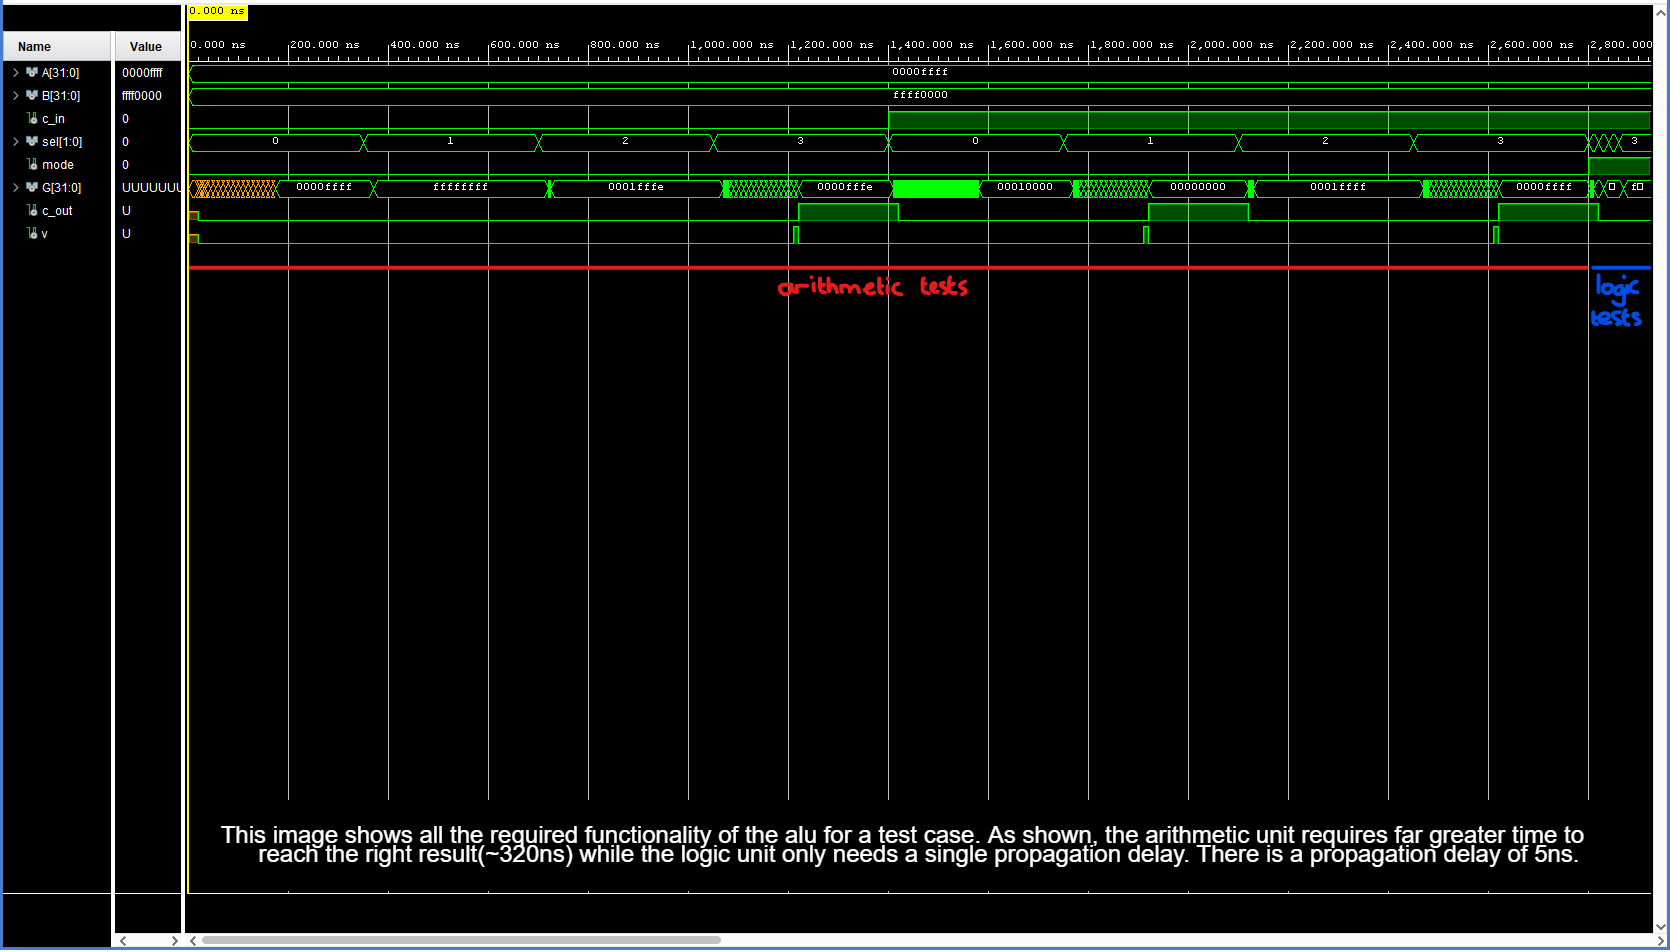 0.000 ns
Name Value
0.000 ns 200.000 ns 400.000 ns 600.000 ns 800.000 ns 1,000.000 ns 1,200.000 ns 1,400.000 ns 1,600.000 ns 1,800.000 ns 2,000.000 ns 2,200.000 ns 2,400.000 ns 2,600.000 ns 2,800.000
A[31:0] 0000ffff 0000ffff
B[31:0] ffff0000 ffff0000
c_in 0
sel[1:0] 0 0 1 2 3 0 1 2 3 3
mode 0
G[31:0] UUUUUUU 0000ffff ffffffff 0001fffe 0000fffe 00010000 00000000 0001ffff 0000ffff f
c_out U
v U
arithmetic tests
logic
tests
This image shows all the required functionality of the alu for a test case. As shown, the arithmetic unit requires far greater time to
reach the right result(~320ns) while the logic unit only needs a single propagation delay. There is a propagation delay of 5ns.